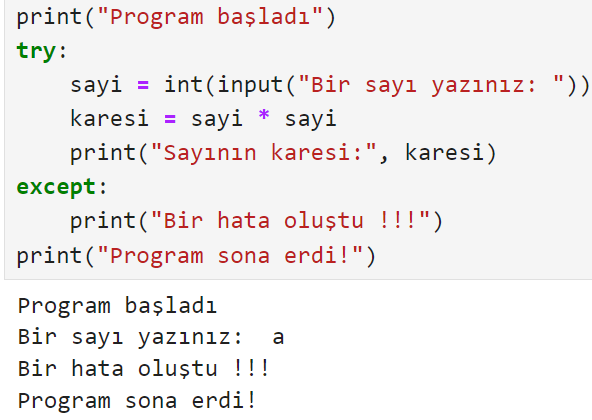 print("Program başladı")
try:
    sayi = int(input("Bir sayı yazınız: "))
    karesi = sayi * sayi
    print("Sayının karesi:", karesi)
except:
    print("Bir hata oluştu !!!")
print("Program sona erdi!")
Program başladı
Bir sayı yazınız:  a
Bir hata oluştu !!!
Program sona erdi!